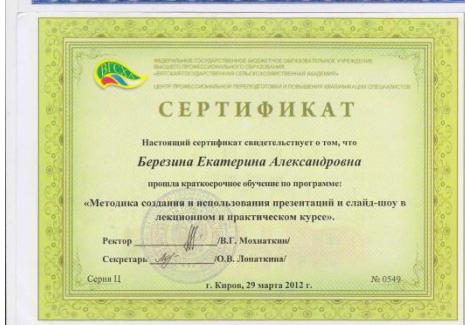 ВГСХА
ФЕДЕРАЛЬНОЕ ГОСУДАРСТВЕННОЕ БЮДЖЕТНОЕ ОБРАЗОВАТЕЛЬНОЕ УЧРЕЖДЕНИЕ
ВЫСШЕГО ПРОФЕССИОНАЛЬНОГО ОБРАЗОВАНИЯ
«ВЯТСКАЯ ГОСУДАРСТВЕННАЯ СЕЛЬСКОХОЗЯЙСТВЕННАЯ АКАДЕМИЯ»
ЦЕНТР ПРОФЕССИОНАЛЬНОЙ ПЕРЕПОДГОТОВКИ И ПОВЫШЕНИЯ КВАЛИФИКАЦИИ СПЕЦИАЛИСТОВ
СЕРТИФИКАТ
Настоящий сертификат свидетельствует о том, что
Березина Екатерина Александровна
прошла краткосрочное обучение по программе:
«Методика создания и использования презентаций и слайд-шоу в
лекционном и практическом курсе».
Ректор /В.Г. Мохнаткин/
Секретарь /О.В. Лопаткина/
Серия Ц № 0549
г. Киров, 29 марта 2012 г.